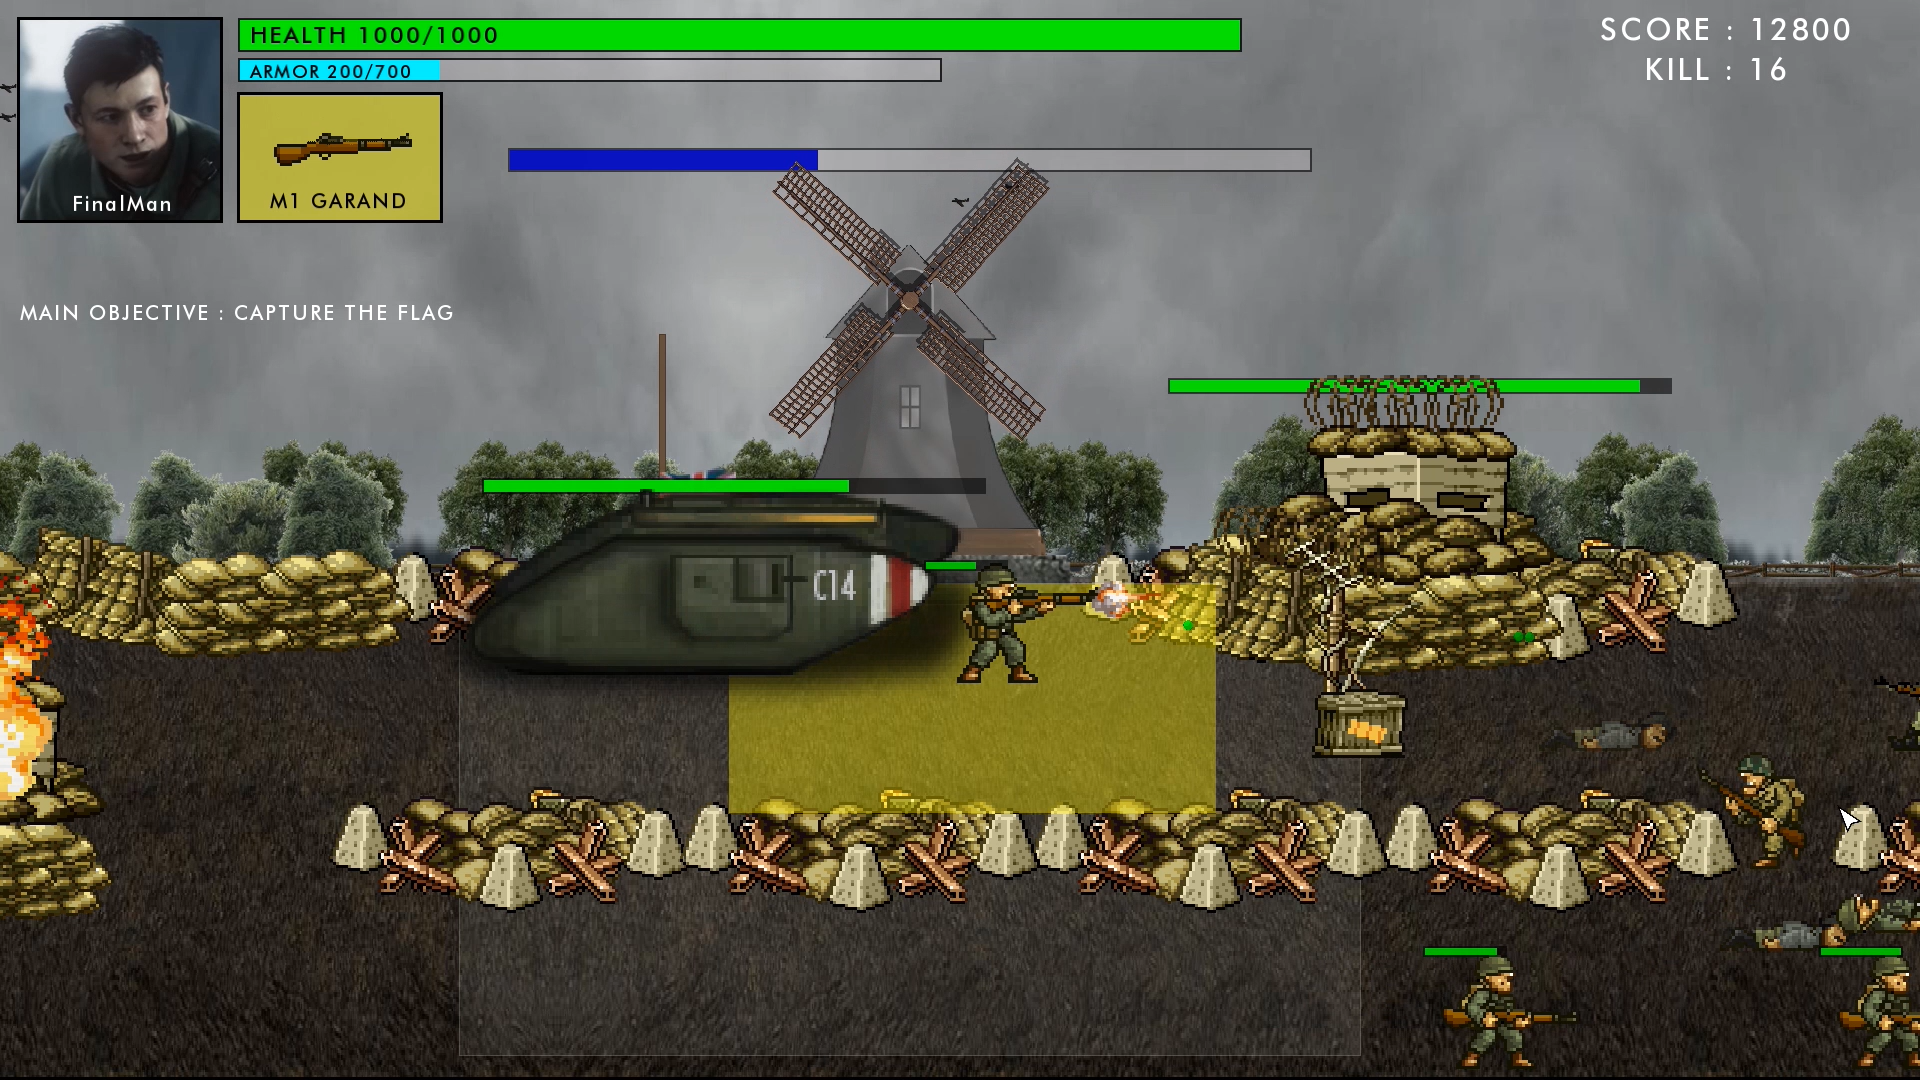 HEALTH 1000/1000
ARMOR 200/700
FinalMan
M1 GARAND
SCORE : 12800
KILL : 16
MAIN OBJECTIVE : CAPTURE THE FLAG
C14